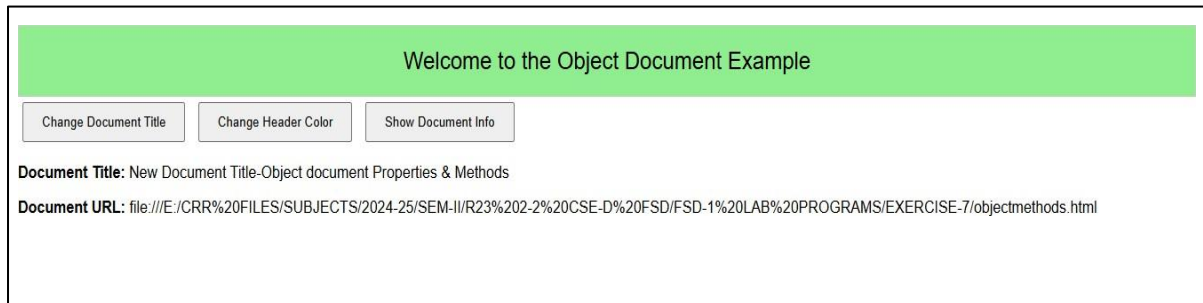 Welcome to the Object Document Example
Change Document Title Change Header Color Show Document Info
Document Title: New Document Title-Object document Properties & Methods
Document URL: file:///E:/CRR%20FILES/SUBJECTS/2024-25/SEM-II/R23%202-2%20CSE-D%20FSD/FSD-1%20LAB%20PROGRAMS/EXERCISE-7/objectmethods.html